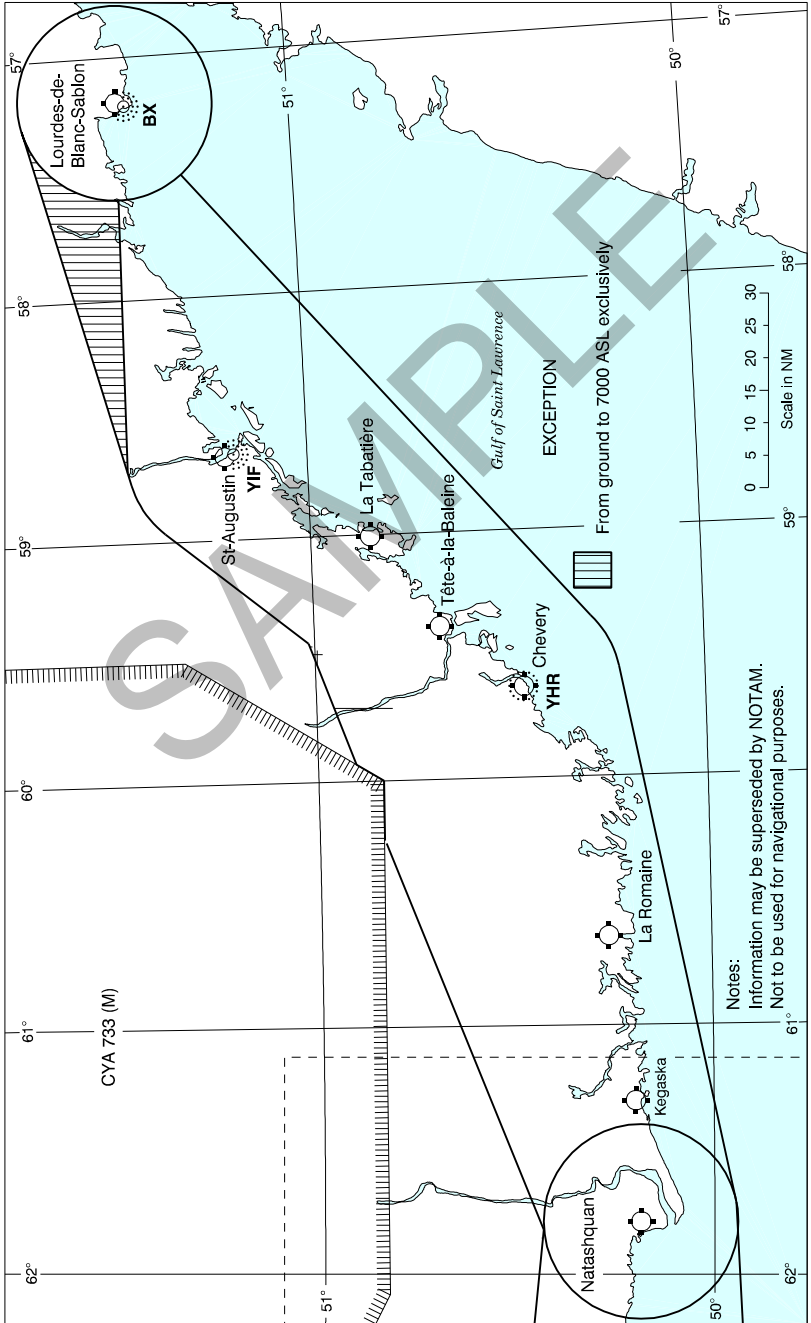 57°
Lourdes-de-
Blanc-Sablon
BX
51°
50°
57°
58°
58°
St-Augustin
YIF
La Tabatière
Tête-à-la-Baleine
Chevery
YHR
Gulf of Saint Lawrence
EXCEPTION
From ground to 7000 ASL exclusively
0 5 10 15 20 25 30
Scale in NM
59°
59°
60°
La Romaine
CYA 733 (M)
61°
61°
Kegaska
Natashquan
62°
62°
51°
50°
Notes:
Information may be superseded by NOTAM.
Not to be used for navigational purposes.
SAMPLE